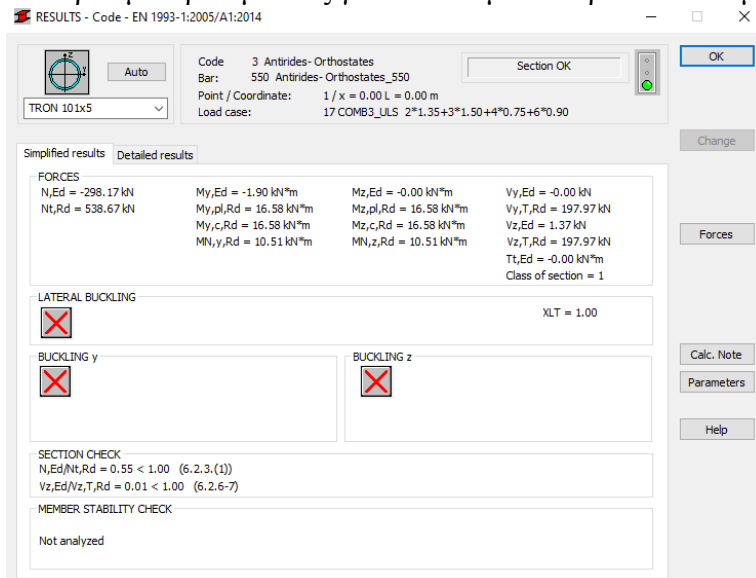 RESULTS - Code - EN 1993-1:2005/A1:2014
z
y
Auto
TRON 101x5
Code 3 Antirides- Orthostates
Bar: 550 Antirides- Orthostates_550
Point / Coordinate: 1 / x = 0.00 L = 0.00 m
Load case: 17 COMB3_ULS 2*1.35+3*1.50+4*0.75+6*0.90
Section OK
OK
Change
Forces
Calc. Note
Parameters
Help
Simplified results Detailed results
FORCES
N,Ed = -298.17 kN My,Ed = -1.90 kN*m Mz,Ed = -0.00 kN*m Vy,Ed = -0.00 kN
Nt,Rd = 538.67 kN My,pl,Rd = 16.58 kN*m Mz,pl,Rd = 16.58 kN*m Vy,T,Rd = 197.97 kN
My,c,Rd = 16.58 kN*m Mz,c,Rd = 16.58 kN*m Vz,Ed = 1.37 kN
MN,y,Rd = 10.51 kN*m MN,z,Rd = 10.51 kN*m Vz,T,Rd = 197.97 kN
Tt,Ed = -0.00 kN*m
Class of section = 1
LATERAL BUCKLING
XLT = 1.00
BUCKLING y BUCKLING z
SECTION CHECK
N,Ed/Nt,Rd = 0.55 < 1.00 (6.2.3.(1))
Vz,Ed/Vz,T,Rd = 0.01 < 1.00 (6.2.6-7)
MEMBER STABILITY CHECK
Not analyzed